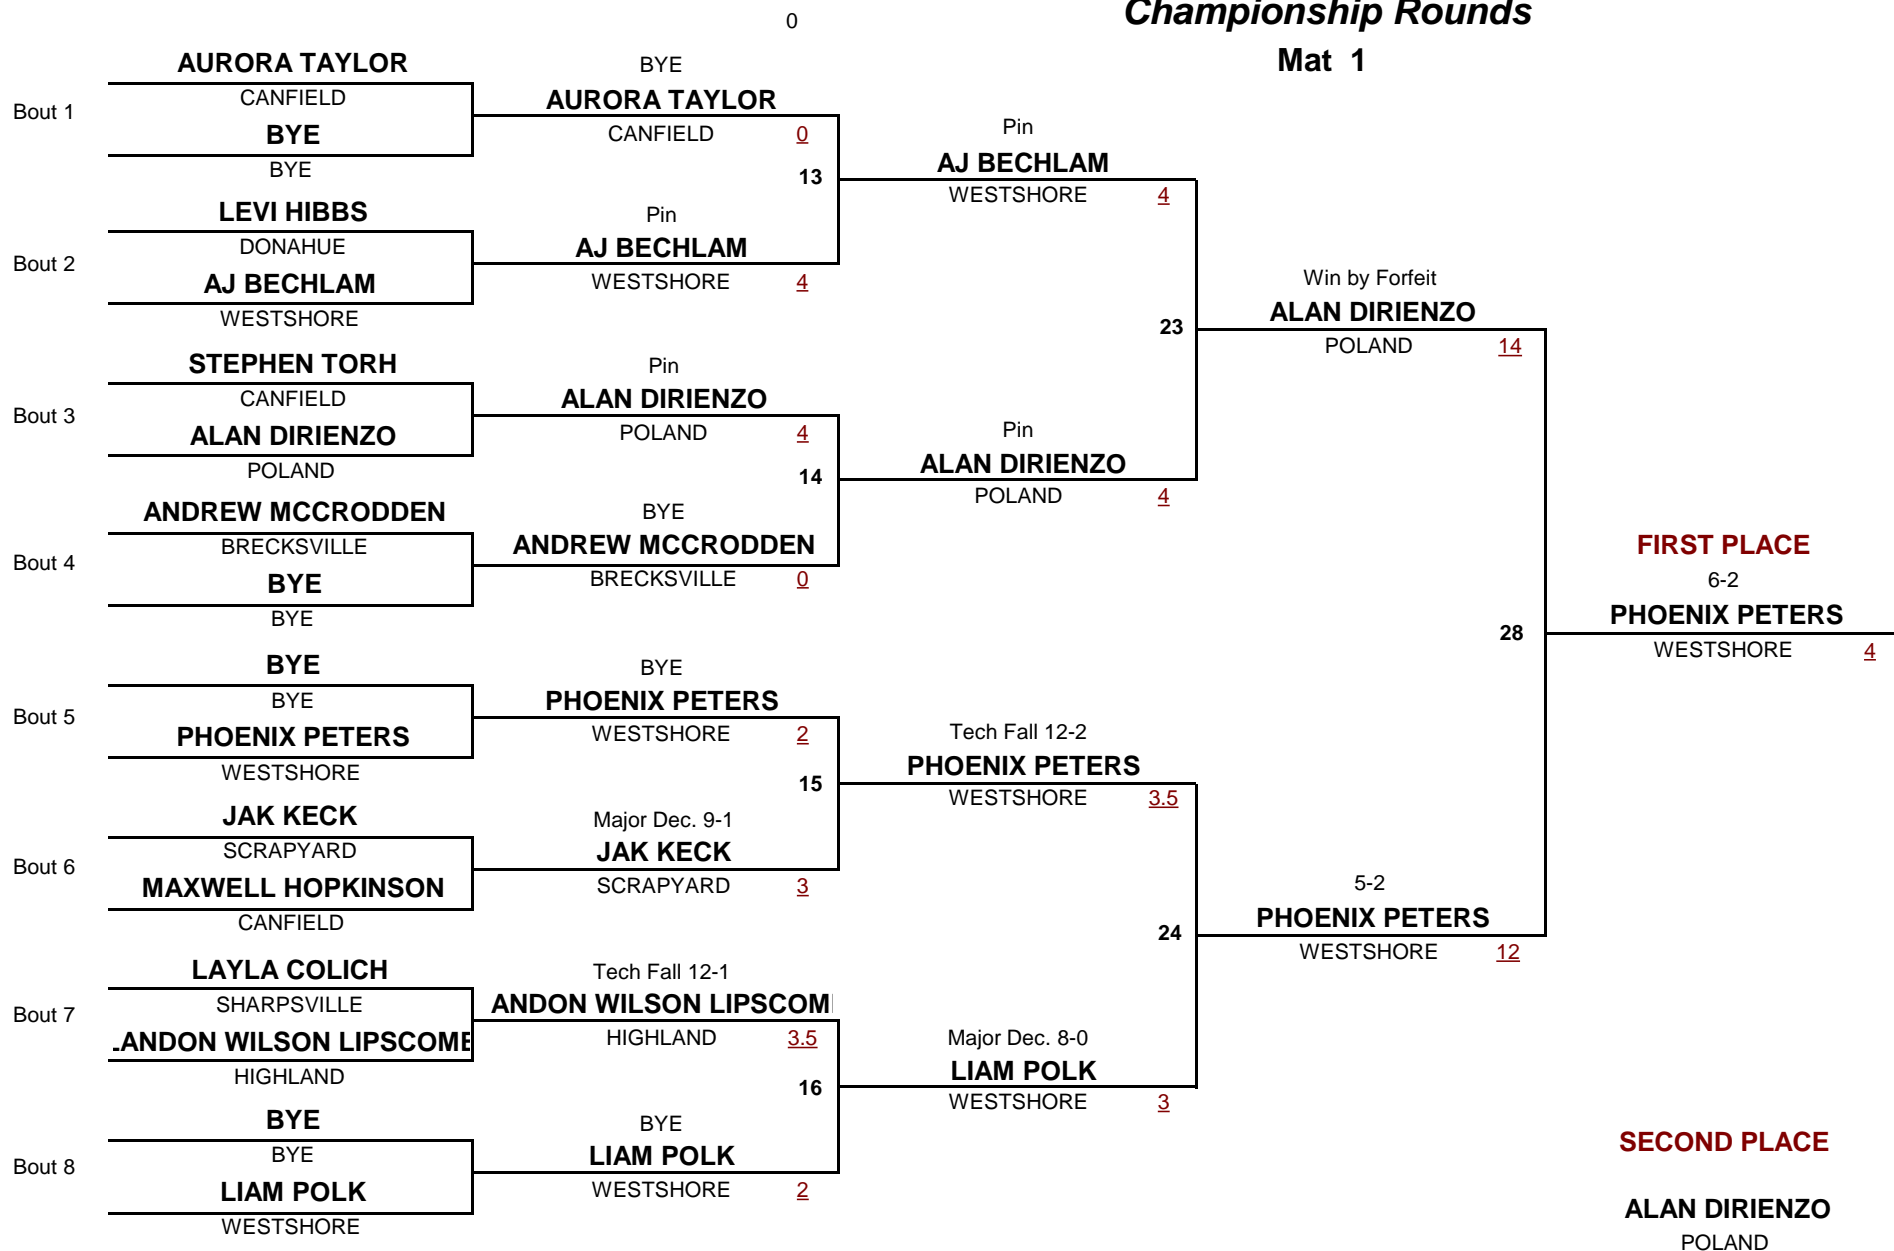 0
Championship Rounds
Mat 1
Bout 1
AURORA TAYLOR
CANFIELD
BYE
BYE
Bout 2
LEVI HIBBS
DONAHUE
AJ BECHLAM
WESTSHORE
Bout 3
STEPHEN TORH
CANFIELD
ALAN DIRIENZO
POLAND
Bout 4
ANDREW MCCRODDEN
BRECKSVILLE
BYE
BYE
Bout 5
BYE
BYE
PHOENIX PETERS
WESTSHORE
Bout 6
JAK KECK
SCRAPYARD
MAXWELL HOPKINSON
CANFIELD
Bout 7
LAYLA COLICH
SHARPSVILLE
ANDON WILSON LIPSCOMB
HIGHLAND
Bout 8
BYE
BYE
LIAM POLK
WESTSHORE
BYE
AURORA TAYLOR
CANFIELD 0
13
Pin
AJ BECHLAM
WESTSHORE 4
Pin
ALAN DIRIENZO
POLAND 4
14
BYE
ANDREW MCCRODDEN
BRECKSVILLE 0
BYE
PHOENIX PETERS
WESTSHORE 2
15
Major Dec. 9-1
JAK KECK
SCRAPYARD 3
Tech Fall 12-1
ANDON WILSON LIPSCOM
HIGHLAND 3.5
16
BYE
LIAM POLK
WESTSHORE 2
Pin
AJ BECHLAM
WESTSHORE 4
23
Pin
ALAN DIRIENZO
POLAND 4
Tech Fall 12-2
PHOENIX PETERS
WESTSHORE 3.5
24
Major Dec. 8-0
LIAM POLK
WESTSHORE 3
Win by Forfeit
ALAN DIRIENZO
POLAND 14
28
5-2
PHOENIX PETERS
WESTSHORE 12
FIRST PLACE
6-2
PHOENIX PETERS
WESTSHORE 4
SECOND PLACE
ALAN DIRIENZO
POLAND